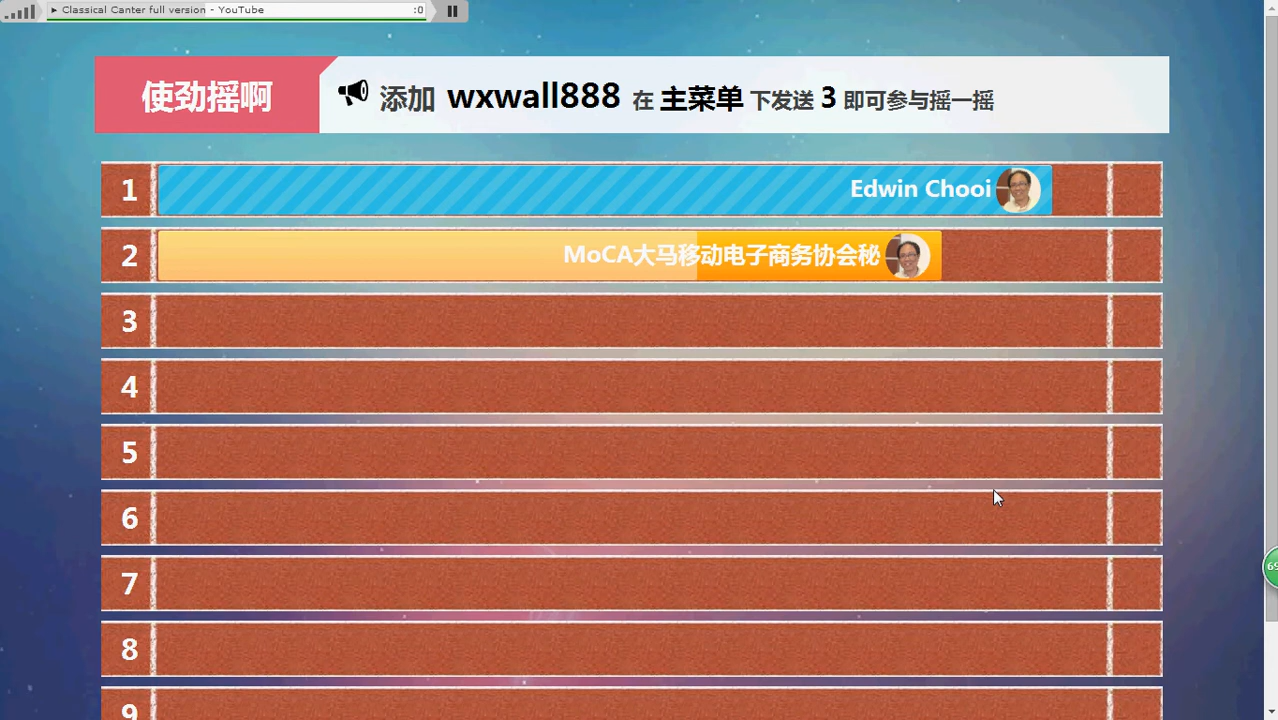 ► Classical Canter full version - YouTube :0
使劲摇啊
添加 wxwall888 在 主菜单 下发送 3 即可参与摇一摇
1 Edwin Chooi
2 MoCA大马移动电子商务协会秘
3
4
5
6
7
8
9
69